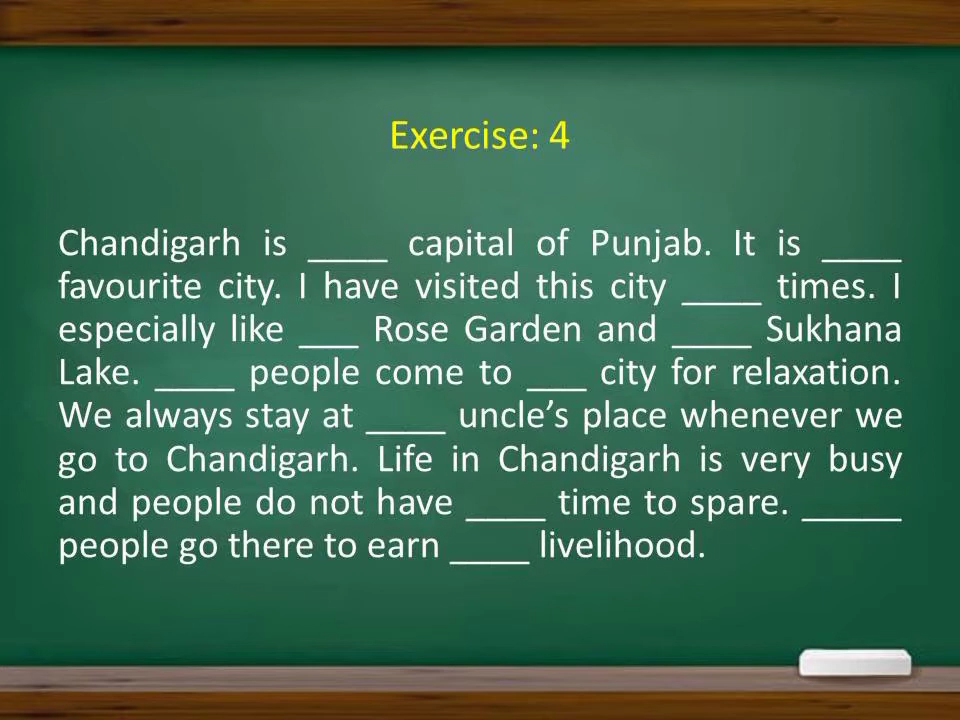 Exercise: 4
Chandigarh is ____ capital of Punjab. It is ____
favourite city. I have visited this city ____ times. I
especially like ___ Rose Garden and ____ Sukhana
Lake. ____ people come to ___ city for relaxation.
We always stay at ____ uncle’s place whenever we
go to Chandigarh. Life in Chandigarh is very busy
and people do not have ____ time to spare. _____
people go there to earn ____ livelihood.